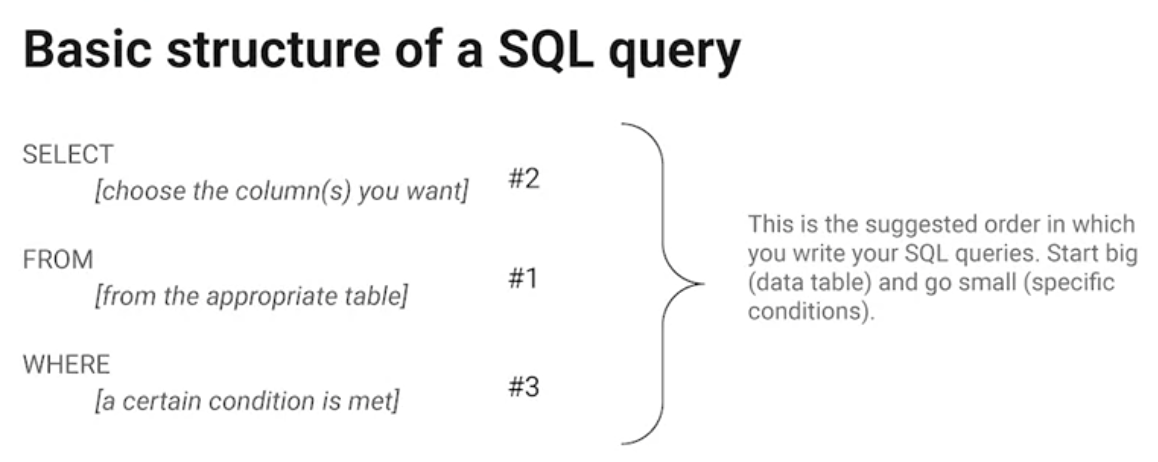 Basic structure of a SQL query
SELECT
[choose the column(s) you want]
#2
FROM
[from the appropriate table]
#1
WHERE
[a certain condition is met]
#3
This is the suggested order in which
you write your SQL queries. Start big
(data table) and go small (specific
conditions).